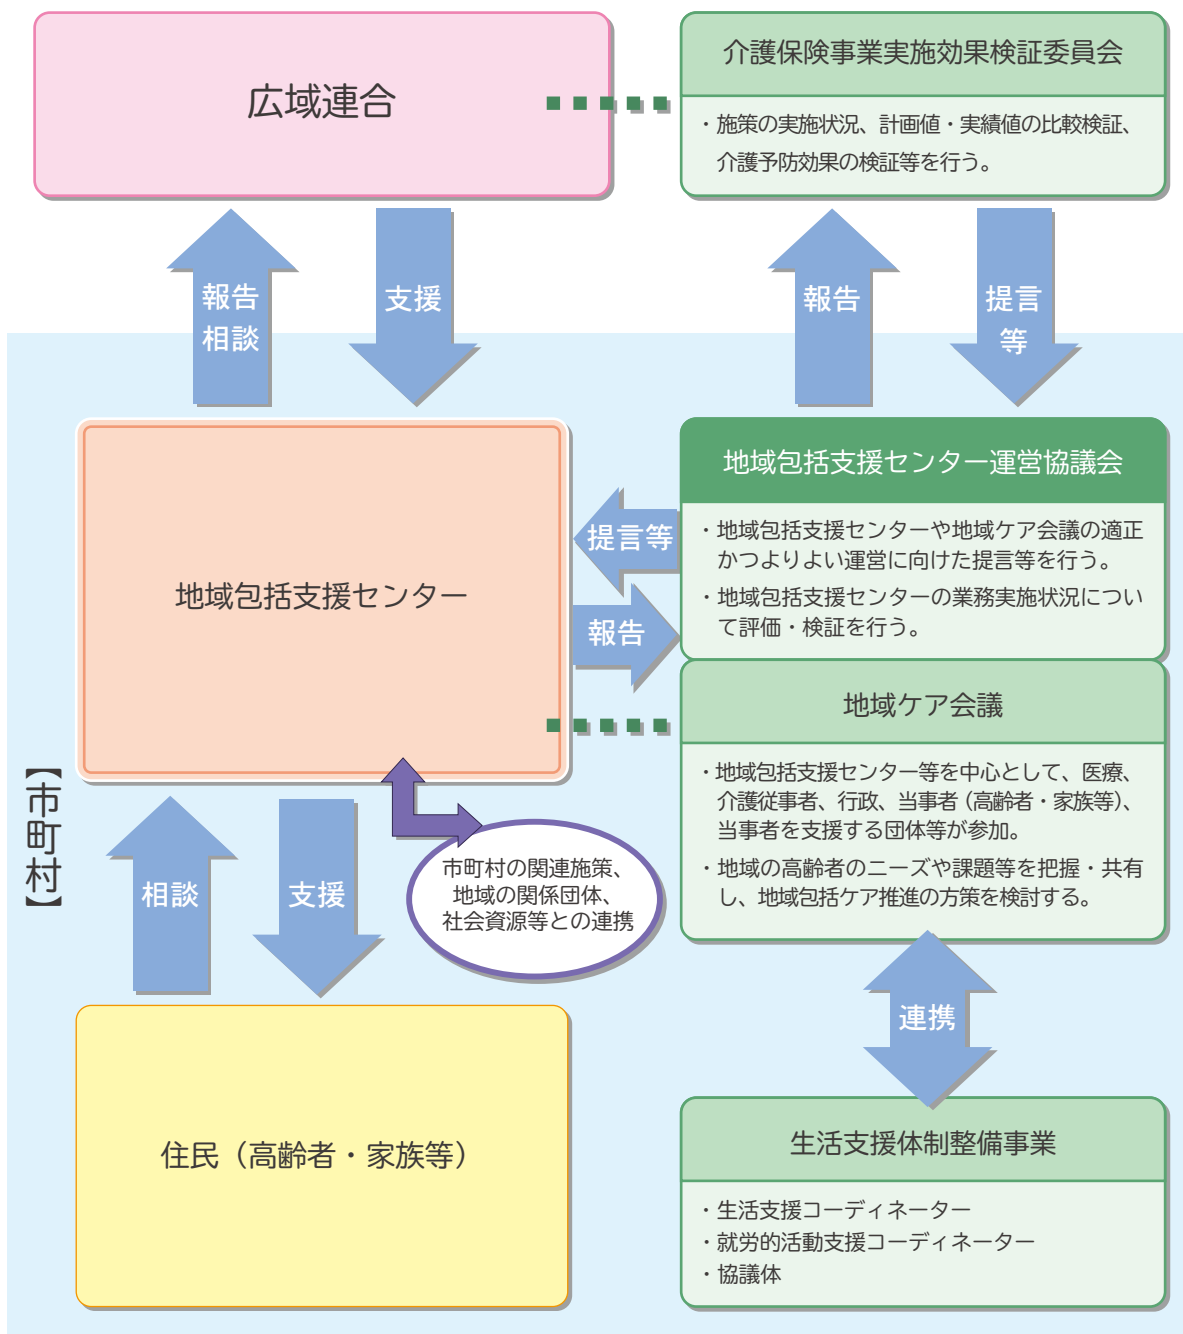 広域連合
介護保険事業実施効果検証委員会
・施策の実施状況、計画値・実績値の比較検証、
介護予防効果の検証等を行う。
報告
相談
支援
報告
提言
等
地域包括支援センター
提言等
報告
地域包括支援センター運営協議会
・地域包括支援センターや地域ケア会議の適正
かつよりよい運営に向けた提言等を行う。
・地域包括支援センターの業務実施状況につい
て評価・検証を行う。
地域ケア会議
・地域包括支援センター等を中心として、医療、
介護従事者、行政、当事者（高齢者・家族等）、
当事者を支援する団体等が参加。
・地域の高齢者のニーズや課題等を把握・共有
し、地域包括ケア推進の方策を検討する。
【市町村】
相談
支援
市町村の関連施策、
地域の関係団体、
社会資源等との連携
連携
住民（高齢者・家族等）
生活支援体制整備事業
・生活支援コーディネーター
・就労的活動支援コーディネーター
・協議体